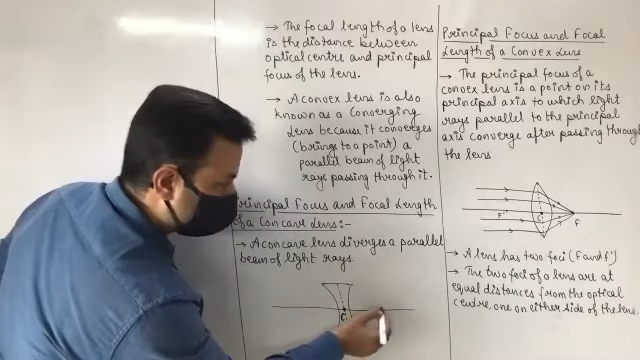 → The focal length of a lens
is the distance between
optical centre and principal
focus of the lens.
→ A convex lens is also
known as a Converging
Lens because it converges
(brings to a point) a
parallel beam of light
rays passing through it.
Principal Focus and Focal Length
of a Concave Lens:-
→ A concave lens diverges a parallel
beam of light rays.
C
Principal Focus and Focal
Length of a Convex Lens
→ The principal focus of a
convex lens is a point on its
principal axis to which light
rays parallel to the principal
axis converge after passing through
the lens
F' C F
→ A lens has two foci (F and F')
→ The two foci of a lens are at
equal distances from the optical
centre one on either side of the lens.